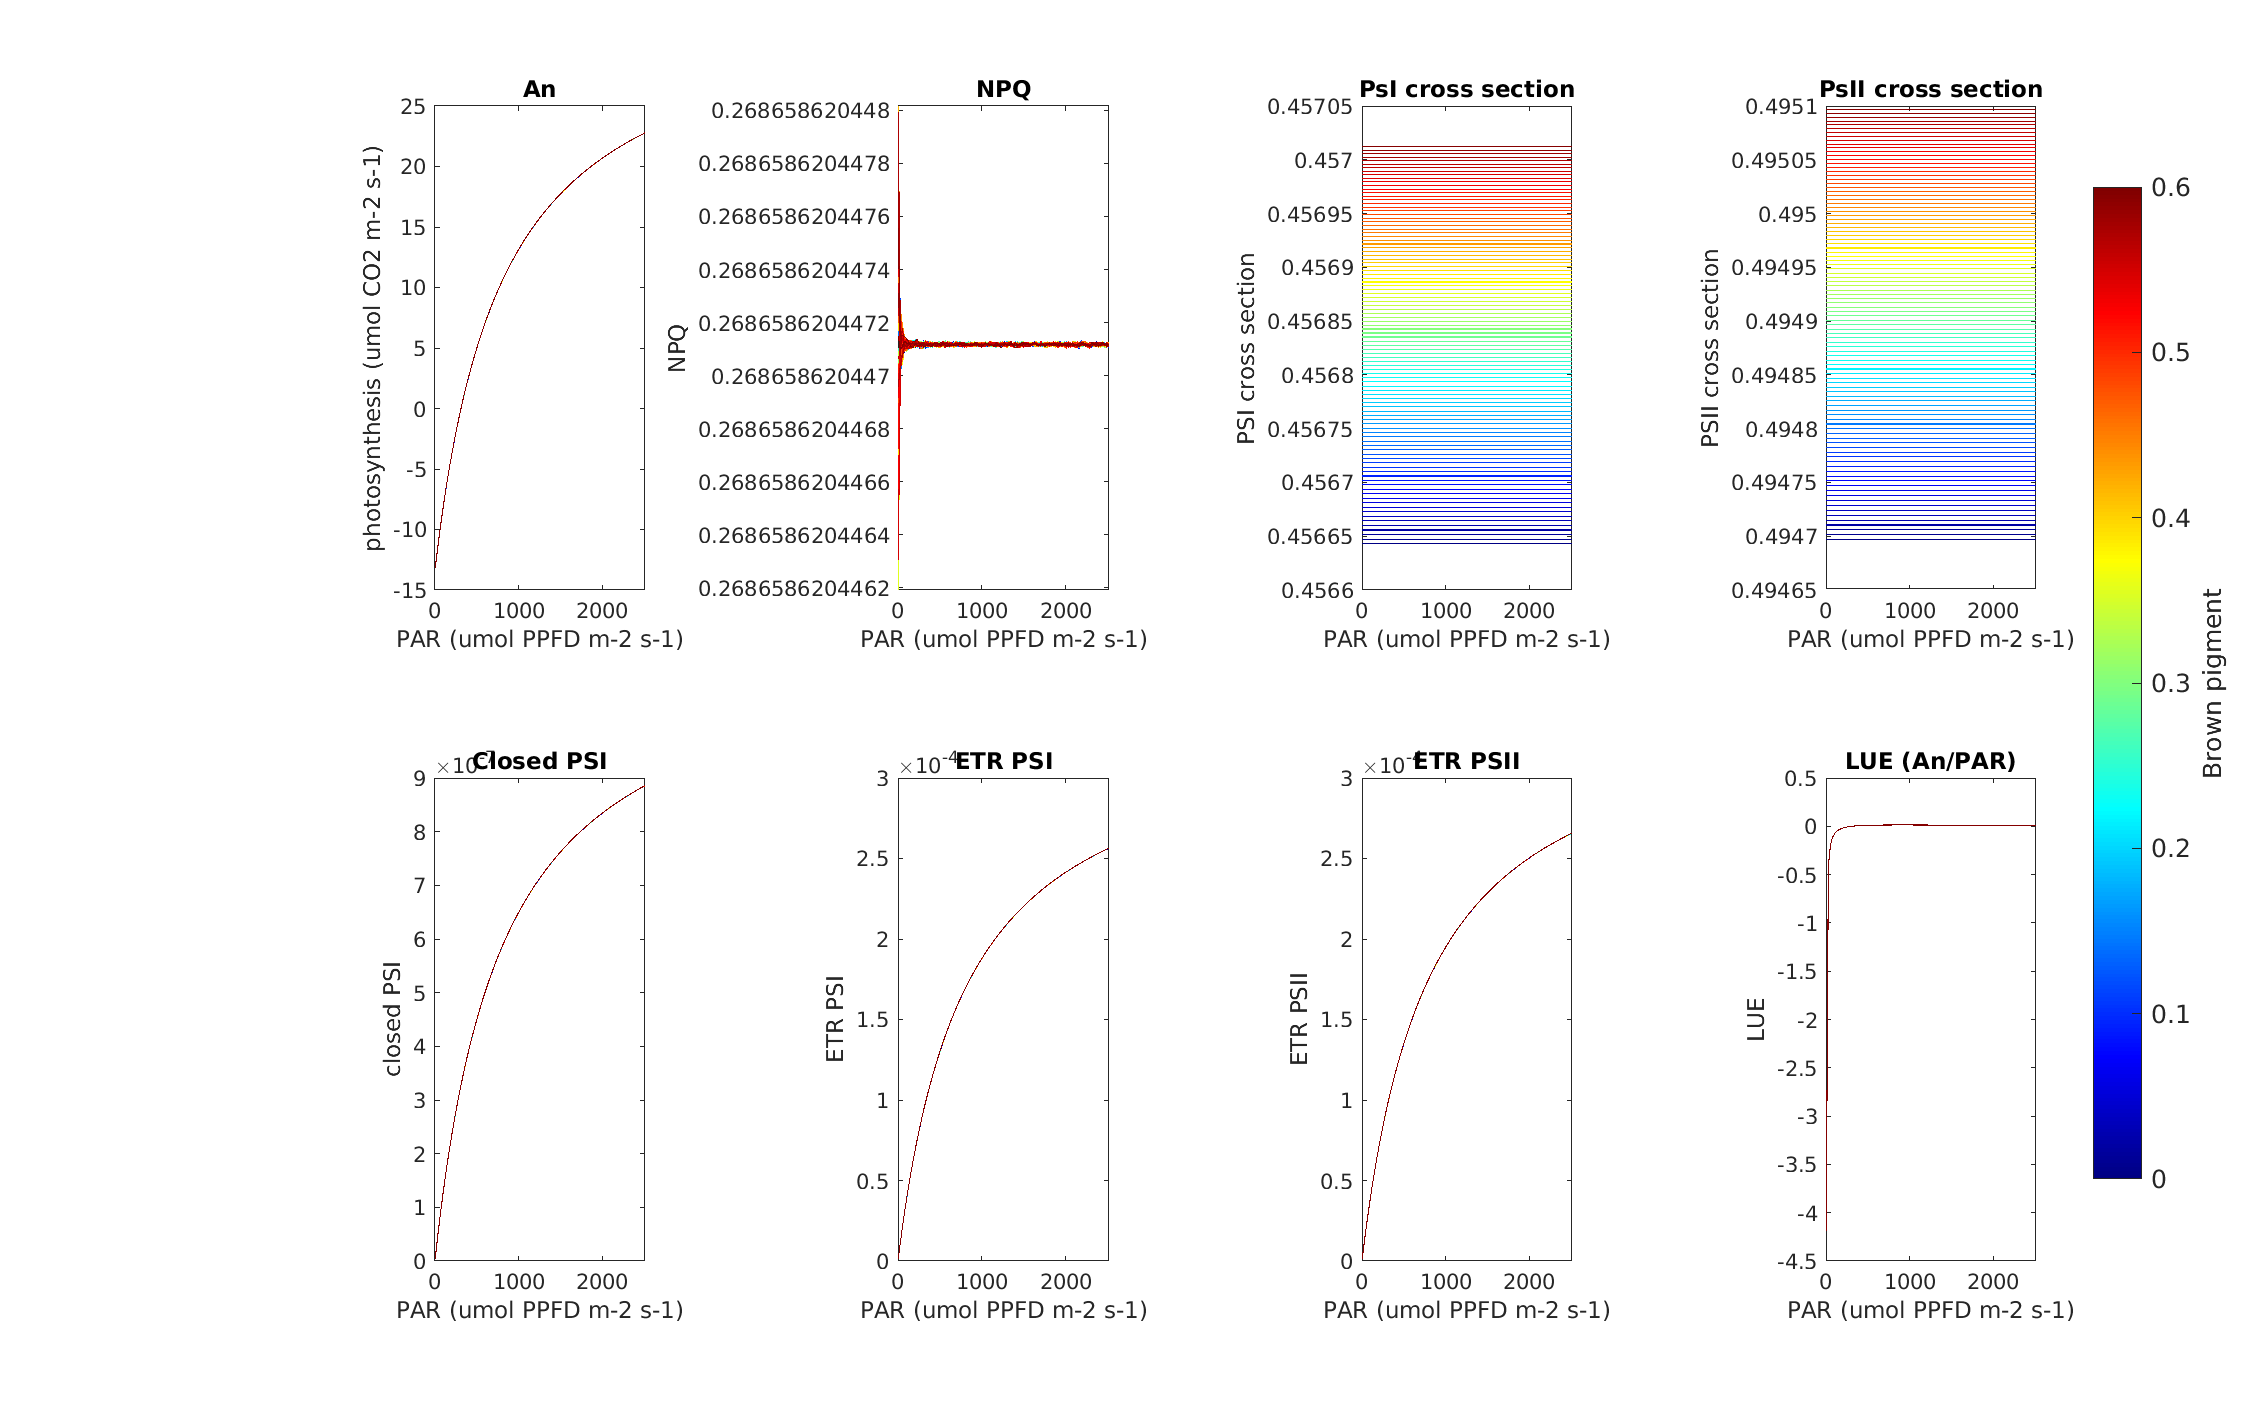 An
25
20
15
10
5
0
-5
-10
-15
photosynthesis (umol CO2 m-2 s-1)
0 1000 2000
PAR (umol PPFD m-2 s-1)
NPQ
0.268658620448
0.2686586204478
0.2686586204476
0.2686586204474
0.2686586204472
0.268658620447
0.2686586204468
0.2686586204466
0.2686586204464
0.2686586204462
NPQ
0 1000 2000
PAR (umol PPFD m-2 s-1)
PsI cross section
0.45705
0.457
0.45695
0.4569
0.45685
0.4568
0.45675
0.4567
0.45665
0.4566
PSI cross section
0 1000 2000
PAR (umol PPFD m-2 s-1)
PsII cross section
0.4951
0.49505
0.495
0.49495
0.4949
0.49485
0.4948
0.49475
0.4947
0.49465
PSII cross section
0 1000 2000
PAR (umol PPFD m-2 s-1)
Closed PSI
×10-7
9
8
7
6
5
4
3
2
1
0
closed PSI
0 1000 2000
PAR (umol PPFD m-2 s-1)
ETR PSI
×10-4
3
2.5
2
1.5
1
0.5
0
ETR PSI
0 1000 2000
PAR (umol PPFD m-2 s-1)
ETR PSII
×10-4
3
2.5
2
1.5
1
0.5
0
ETR PSII
0 1000 2000
PAR (umol PPFD m-2 s-1)
LUE (An/PAR)
0.5
0
-0.5
-1
-1.5
-2
-2.5
-3
-3.5
-4
-4.5
LUE
0 1000 2000
PAR (umol PPFD m-2 s-1)
0.6
0.5
0.4
0.3
0.2
0.1
0
Brown pigment